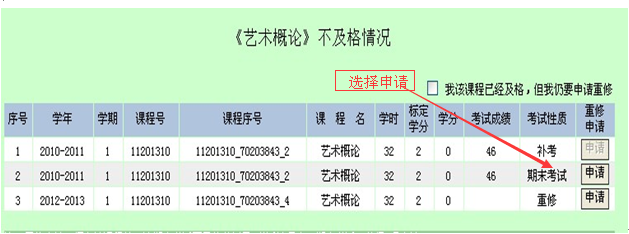 《艺术概论》不及格情况
选择申请
我该课程已经及格，但我仍要申请重修
序号 学年 学期 课程号 课程序号 课 程 名 学时 标定学分 学分 考试成绩 考试性质 重修申请
1 2010-2011 1 11201310 11201310_70203843_2 艺术概论 32 2 0 46 补考 申请
2 2010-2011 1 11201310 11201310_70203843_2 艺术概论 32 2 0 46 期末考试 申请
3 2012-2013 1 11201310 11201310_70203843_4 艺术概论 32 2 0 重修 申请